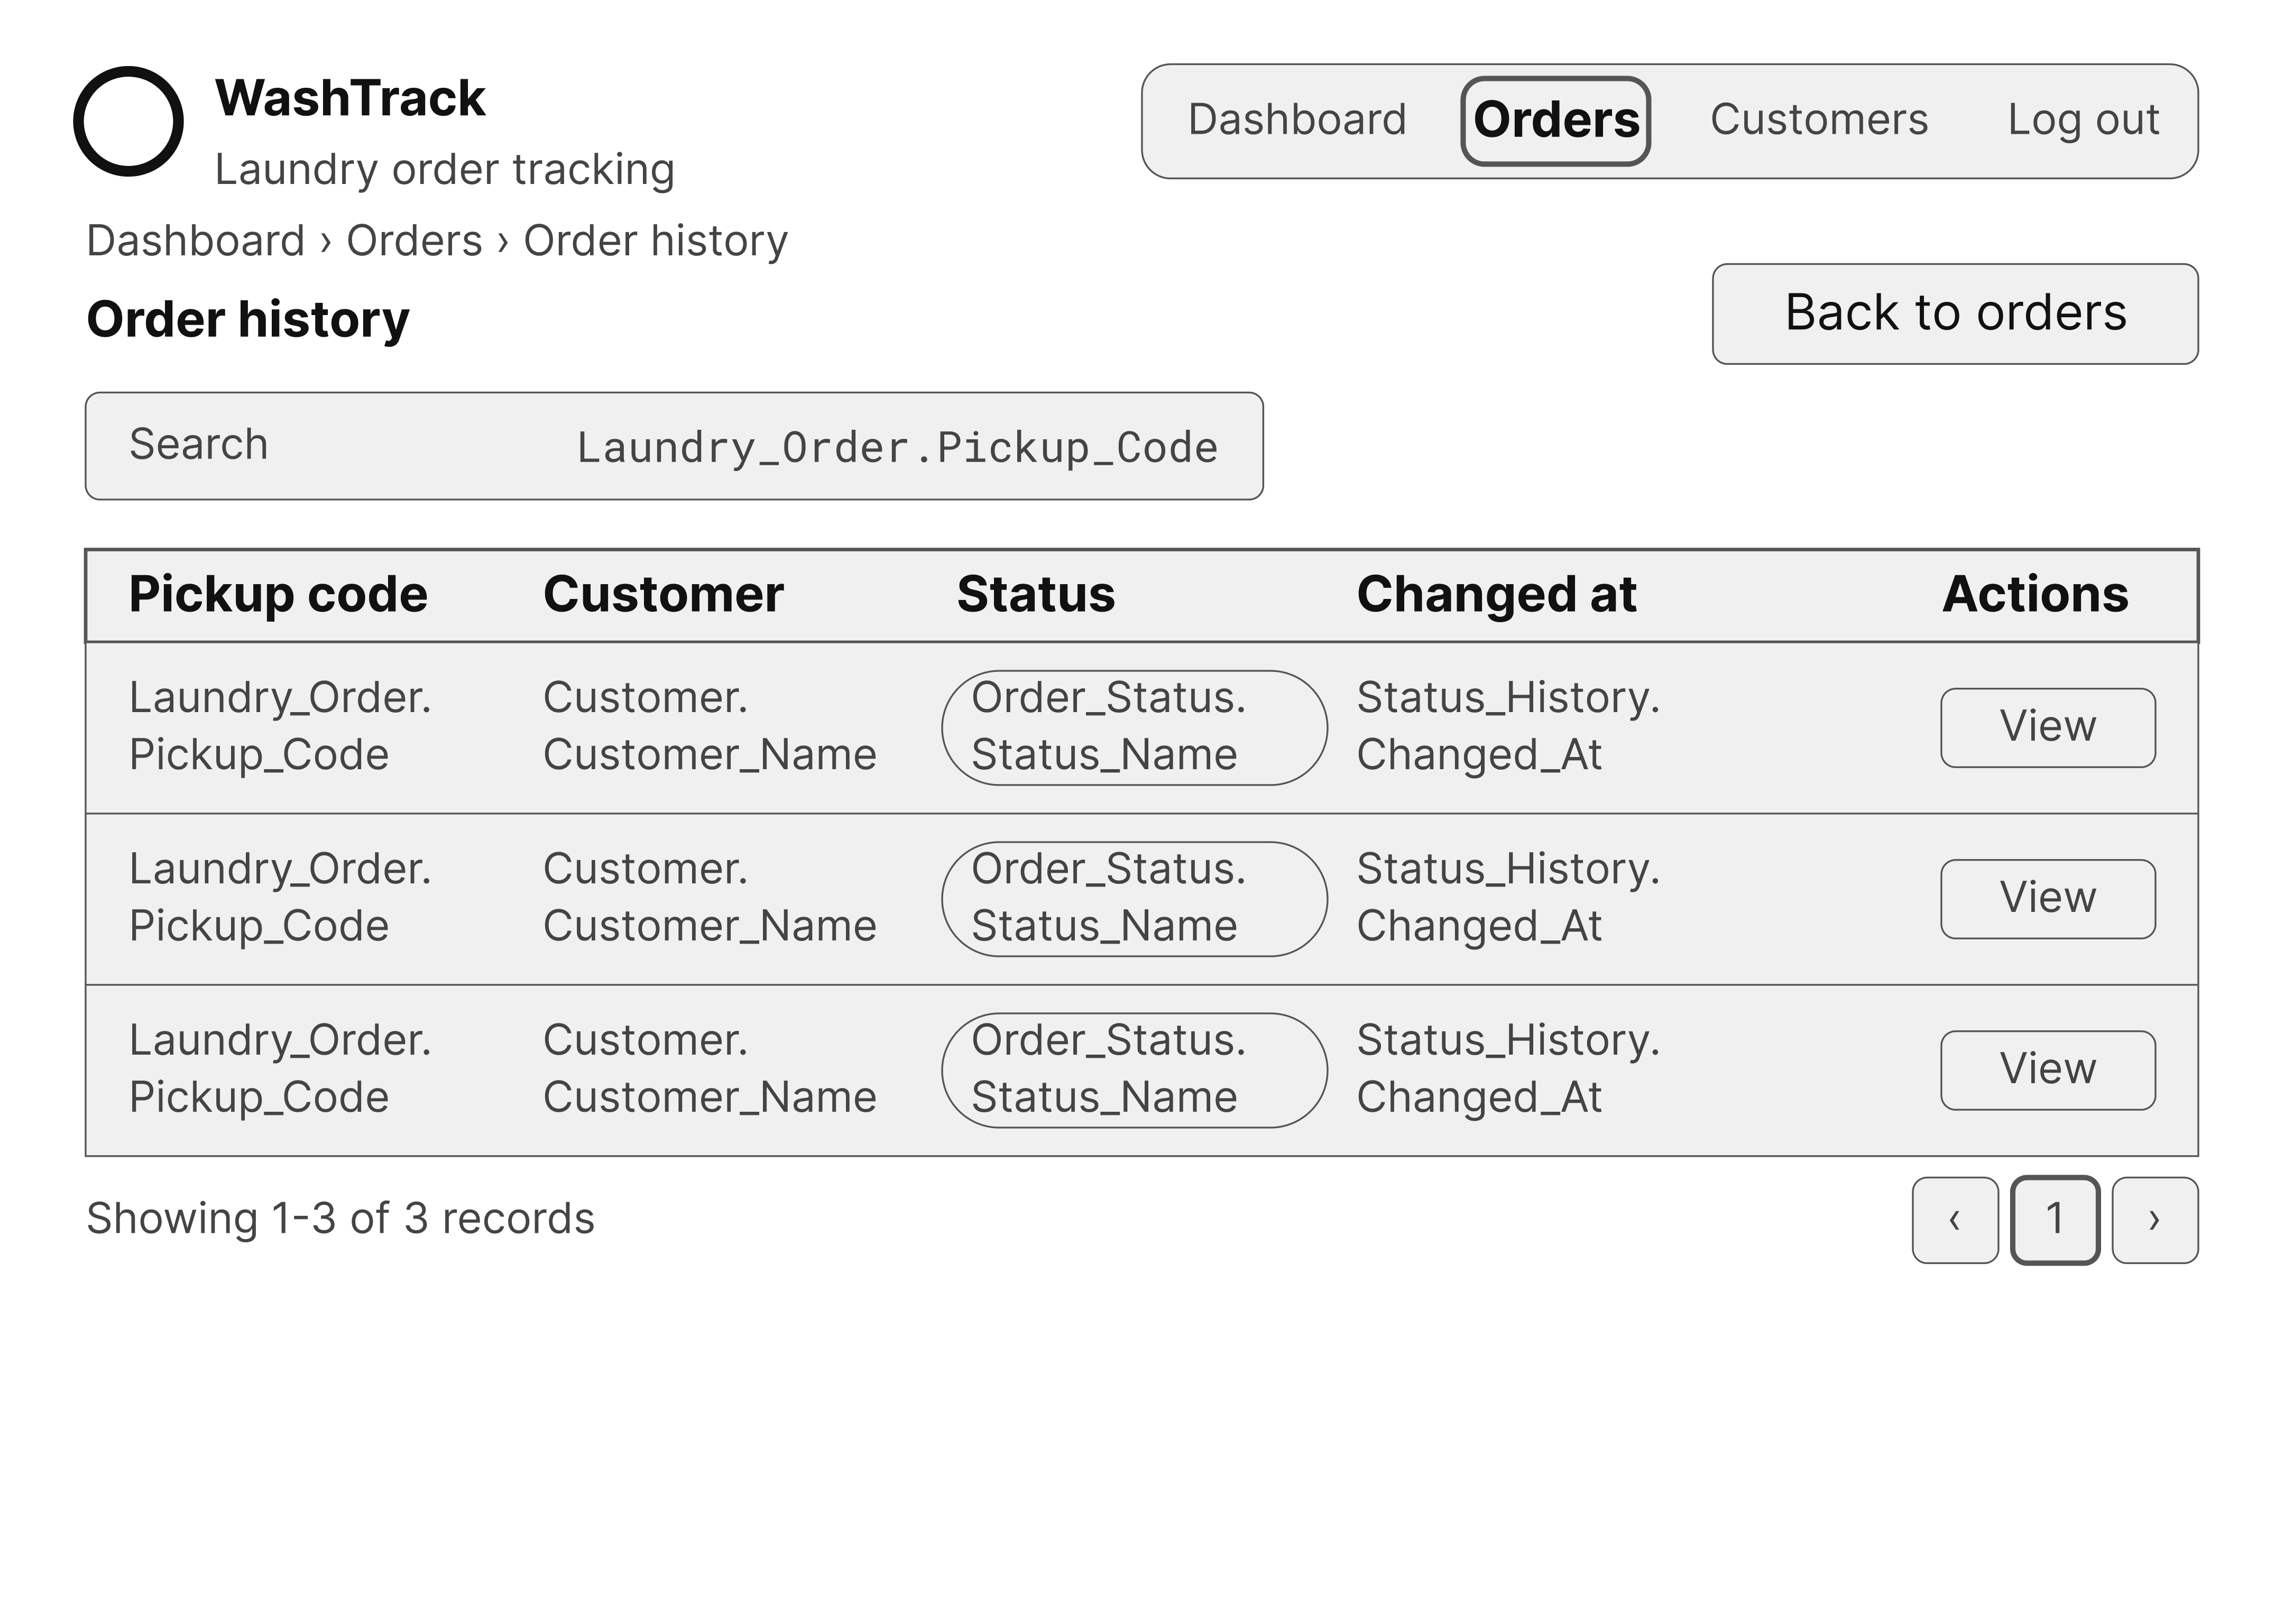 WashTrack
Laundry order tracking
Dashboard Orders Customers Log out
Dashboard › Orders › Order history
Order history
Back to orders
Search Laundry_Order.Pickup_Code
Pickup code Customer Status Changed at Actions
Laundry_Order. Customer. Order_Status. Status_History.
Pickup_Code Customer_Name Status_Name Changed_At
View
Laundry_Order. Customer. Order_Status. Status_History.
Pickup_Code Customer_Name Status_Name Changed_At
View
Laundry_Order. Customer. Order_Status. Status_History.
Pickup_Code Customer_Name Status_Name Changed_At
View
Showing 1-3 of 3 records
‹ 1 ›